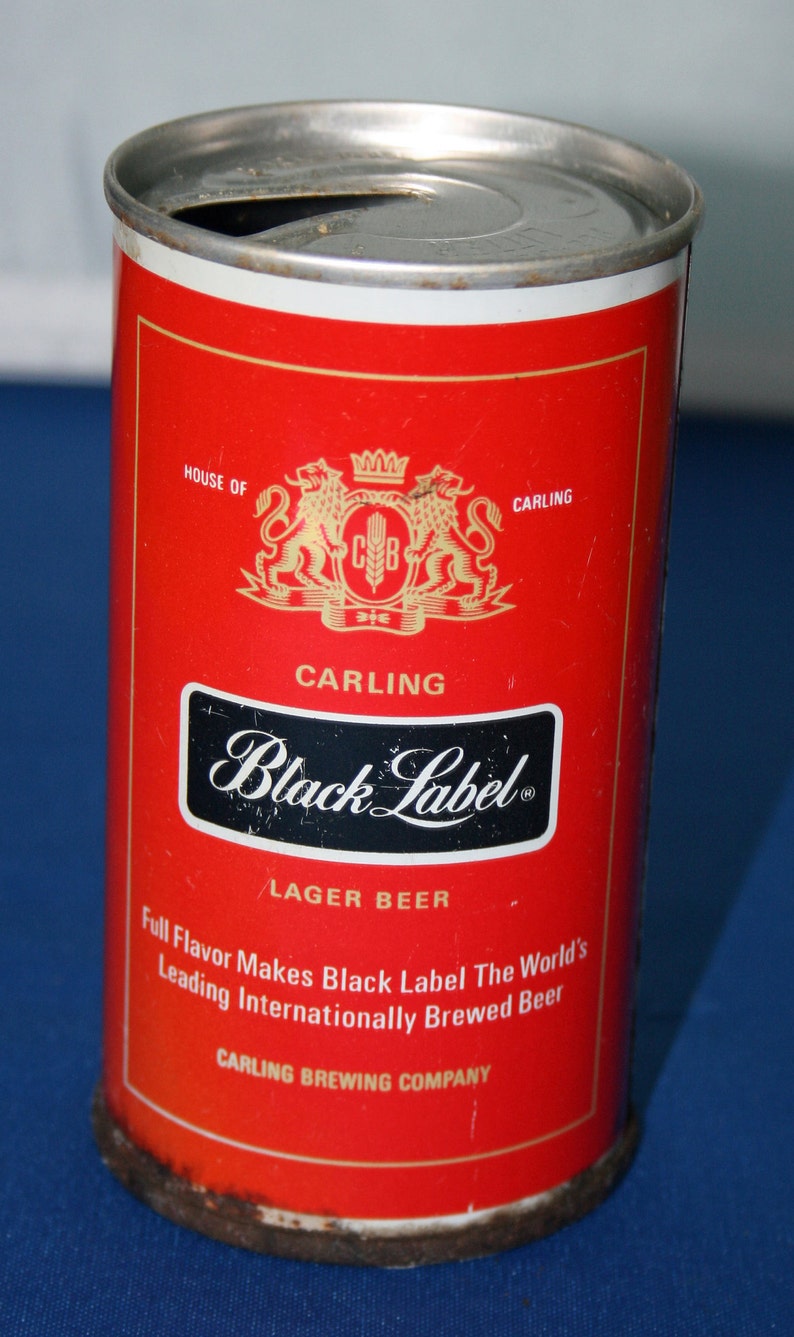 HOUSE OF CARLING
C B
CARLING
Black Label ®
LAGER BEER
Full Flavor Makes Black Label The World's
Leading Internationally Brewed Beer
CARLING BREWING COMPANY